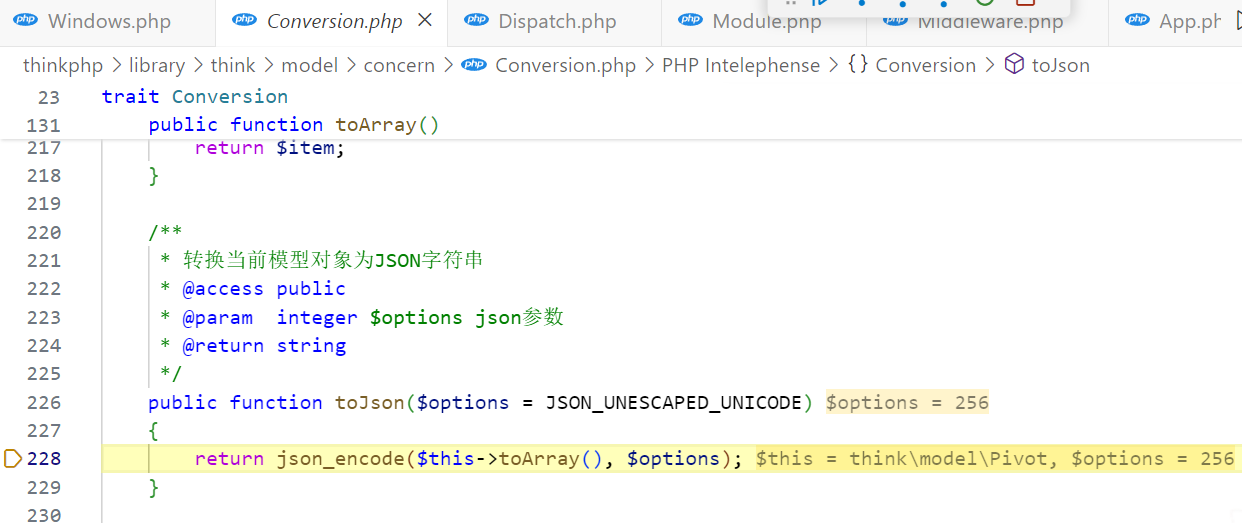 php Windows.php php Conversion.php × php Dispatch.php php Module.php php Middleware.php php App.ph
thinkphp > library > think > model > concern > php Conversion.php > PHP Intelephense > {} Conversion > toJson
23 trait Conversion
131 public function toArray()
217 return $item;
218 }
219
220 /**
221 * 转换当前模型对象为JSON字符串
222 * @access public
223 * @param  integer $options json参数
224 * @return string
225 */
226 public function toJson($options = JSON_UNESCAPED_UNICODE) $options = 256
227 {
228 return json_encode($this->toArray(), $options); $this = think\model\Pivot, $options = 256
229 }
230